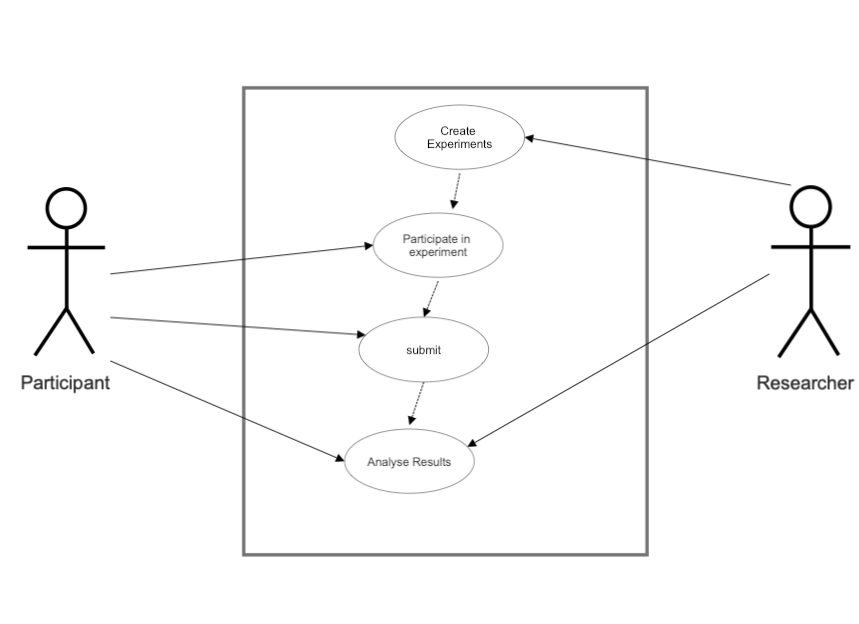 Create
Experiments
Participate in
experiment
submit
Analyse Results
Participant
Researcher